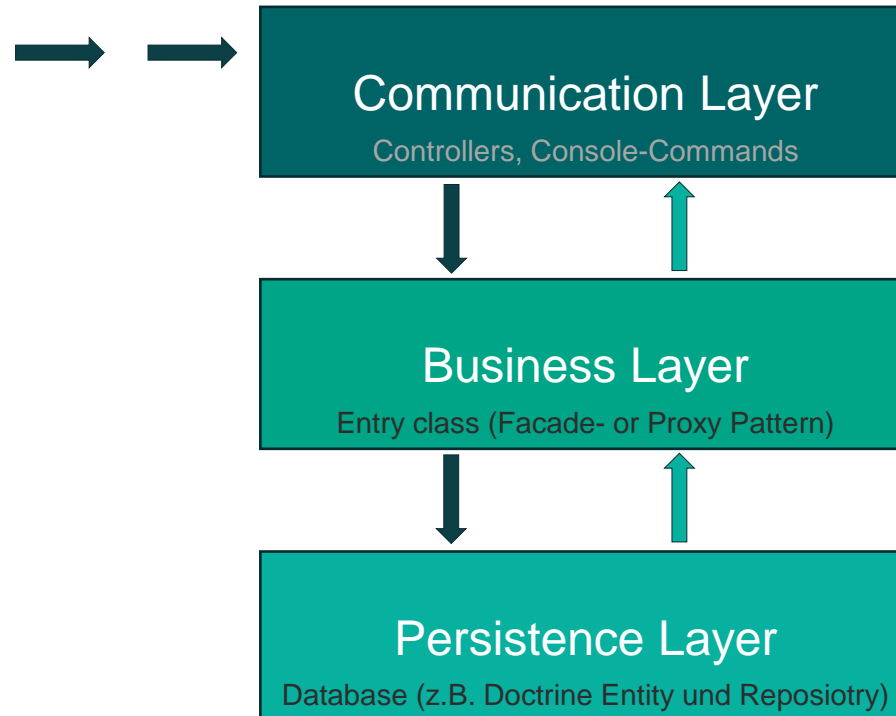 Communication Layer
Controllers, Console-Commands
Business Layer
Entry class (Facade- or Proxy Pattern)
Persistence Layer
Database (z.B. Doctrine Entity und Reposiotry)